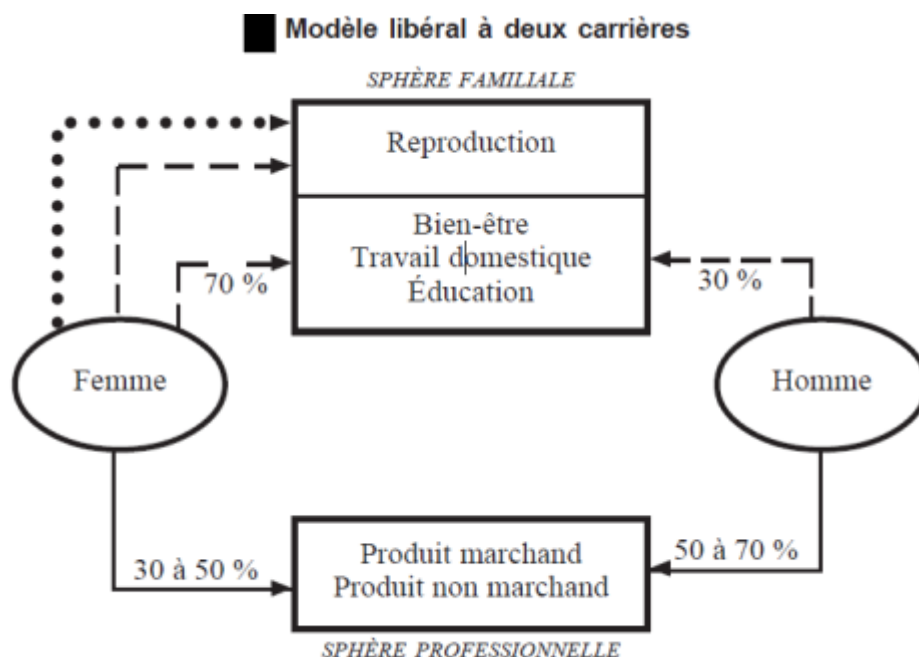 Modèle libéral à deux carrières
SPHÈRE FAMILIALE
Reproduction
Bien-être
Travail domestique
Éducation
70 %
30 %
Femme
Homme
Produit marchand
Produit non marchand
30 à 50 %
50 à 70 %
SPHÈRE PROFESSIONNELLE